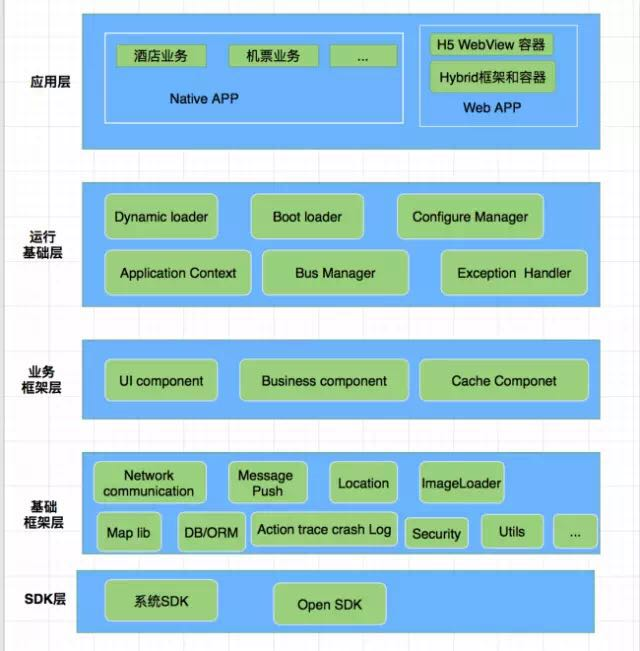 应用层
酒店业务
机票业务
...
Native APP
H5 WebView 容器
Hybrid框架和容器
Web APP
运行
基础层
Dynamic loader
Boot loader
Configure Manager
Application Context
Bus Manager
Exception Handler
业务
框架层
UI component
Business component
Cache Componet
基础
框架层
Network
communication
Message
Push
Location
ImageLoader
Map lib
DB/ORM
Action trace crash Log
Security
Utils
...
SDK层
系统SDK
Open SDK